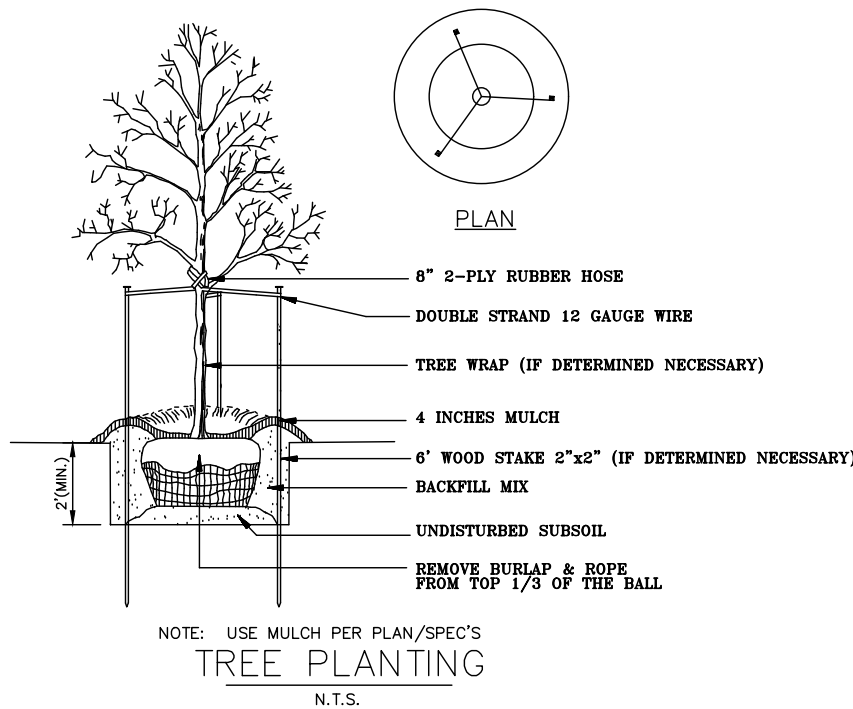 PLAN
8" 2-PLY RUBBER HOSE
DOUBLE STRAND 12 GAUGE WIRE
TREE WRAP (IF DETERMINED NECESSARY)
4 INCHES MULCH
6' WOOD STAKE 2"x2" (IF DETERMINED NECESSARY)
BACKFILL MIX
2'(MIN.)
UNDISTURBED SUBSOIL
REMOVE BURLAP & ROPE
FROM TOP 1/3 OF THE BALL
NOTE: USE MULCH PER PLAN/SPEC'S
TREE PLANTING
N.T.S.